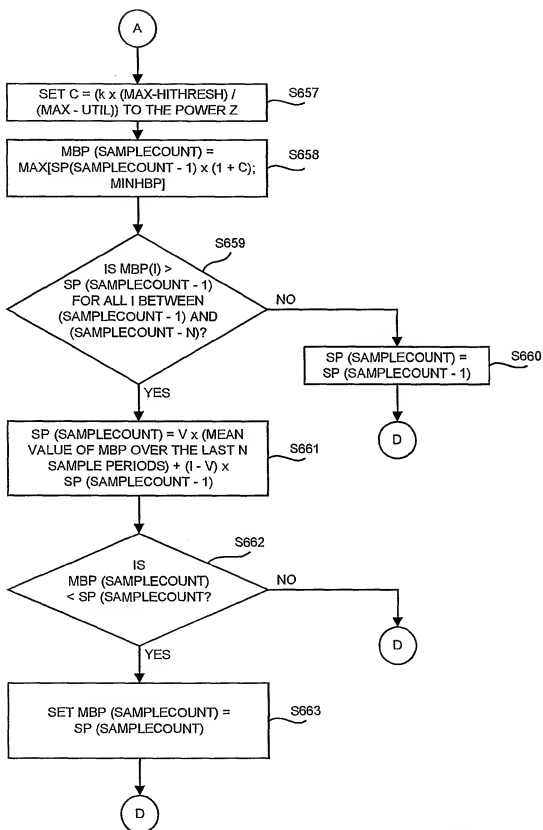 A
SET C = (k x (MAX-HITHRESH) /
(MAX - UTIL)) TO THE POWER Z
S657
MBP (SAMPLECOUNT) =
MAX[SP(SAMPLECOUNT - 1) x (1 + C);
MINHBP]
S658
S659
IS MBP(I) >
SP (SAMPLECOUNT - 1)
FOR ALL I BETWEEN
(SAMPLECOUNT - 1) AND
(SAMPLECOUNT - N)?
NO
SP (SAMPLECOUNT) =
SP (SAMPLECOUNT - 1)
S660
D
YES
SP (SAMPLECOUNT) = V x (MEAN
VALUE OF MBP OVER THE LAST N
SAMPLE PERIODS) + (I - V) x
SP (SAMPLECOUNT - 1)
S661
S662
IS
MBP (SAMPLECOUNT)
< SP (SAMPLECOUNT?
NO
D
YES
SET MBP (SAMPLECOUNT) =
SP (SAMPLECOUNT)
S663
D